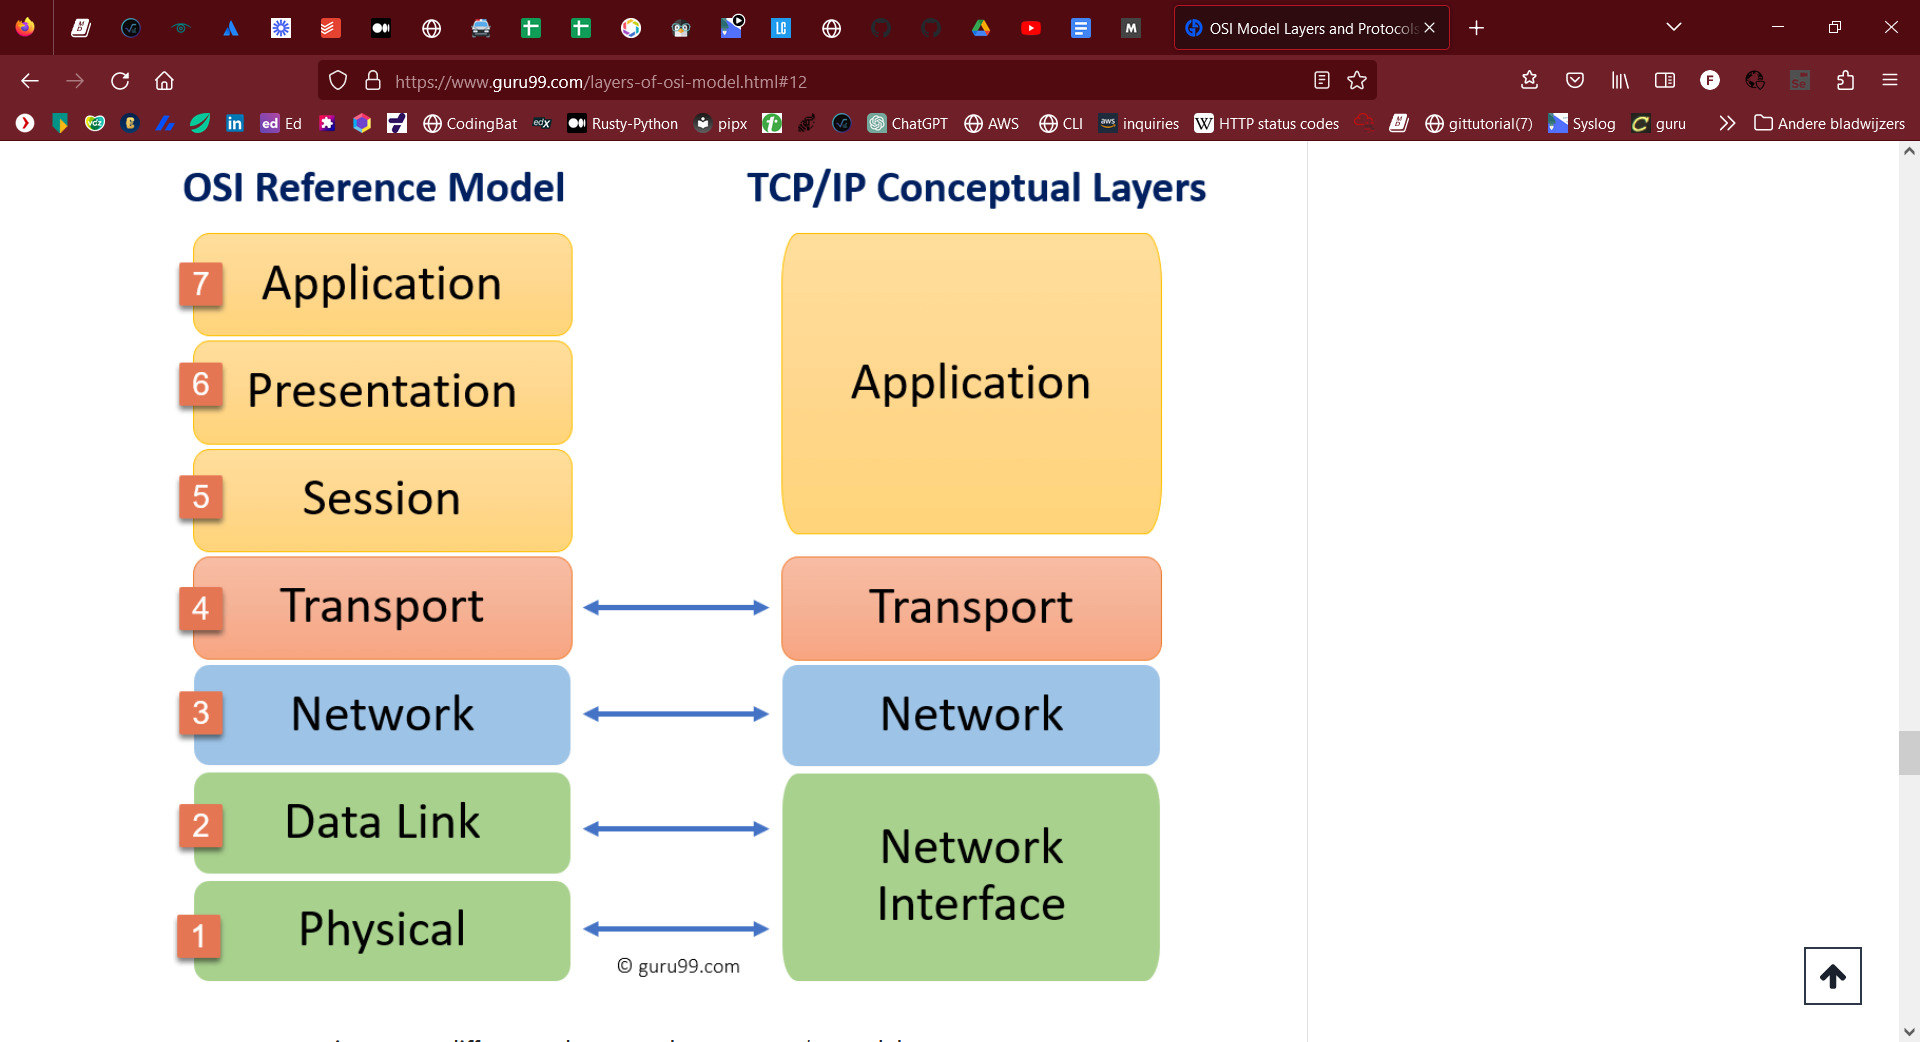 OSI Model Layers and Protocols
https://www.guru99.com/layers-of-osi-model.html#12
ed Ed
CodingBat
edX
Rusty-Python
pipx
ChatGPT
AWS
CLI
aws inquiries
W HTTP status codes
gittutorial(7)
Syslog
guru
Andere bladwijzers
OSI Reference Model
TCP/IP Conceptual Layers
7 Application
6 Presentation
5 Session
Application
4 Transport
Transport
3 Network
Network
2 Data Link
1 Physical
Network
Interface
© guru99.com